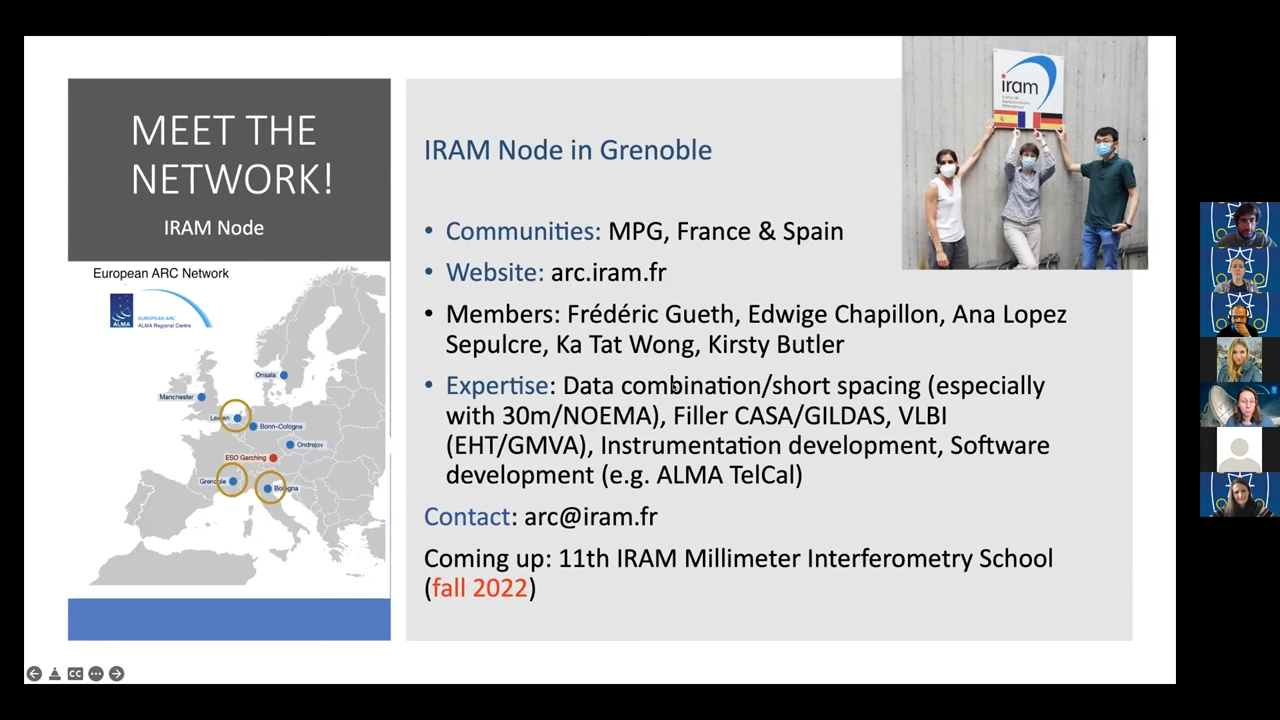 MEET THE
NETWORK!
IRAM Node
European ARC Network
ALMA
EUROPEAN ARC
ALMA Regional Centre
Onsala
Manchester
Leiden
Bonn-Cologne
Ondrejov
ESO Garching
Grenoble
Bologna
iram
IRAM Node in Grenoble
• Communities: MPG, France & Spain
• Website: arc.iram.fr
• Members: Frédéric Gueth, Edwige Chapillon, Ana Lopez
Sepulcre, Ka Tat Wong, Kirsty Butler
• Expertise: Data combination/short spacing (especially
with 30m/NOEMA), Filler CASA/GILDAS, VLBI
(EHT/GMVA), Instrumentation development, Software
development (e.g. ALMA TelCal)
Contact: arc@iram.fr
Coming up: 11th IRAM Millimeter Interferometry School
(fall 2022)
CC